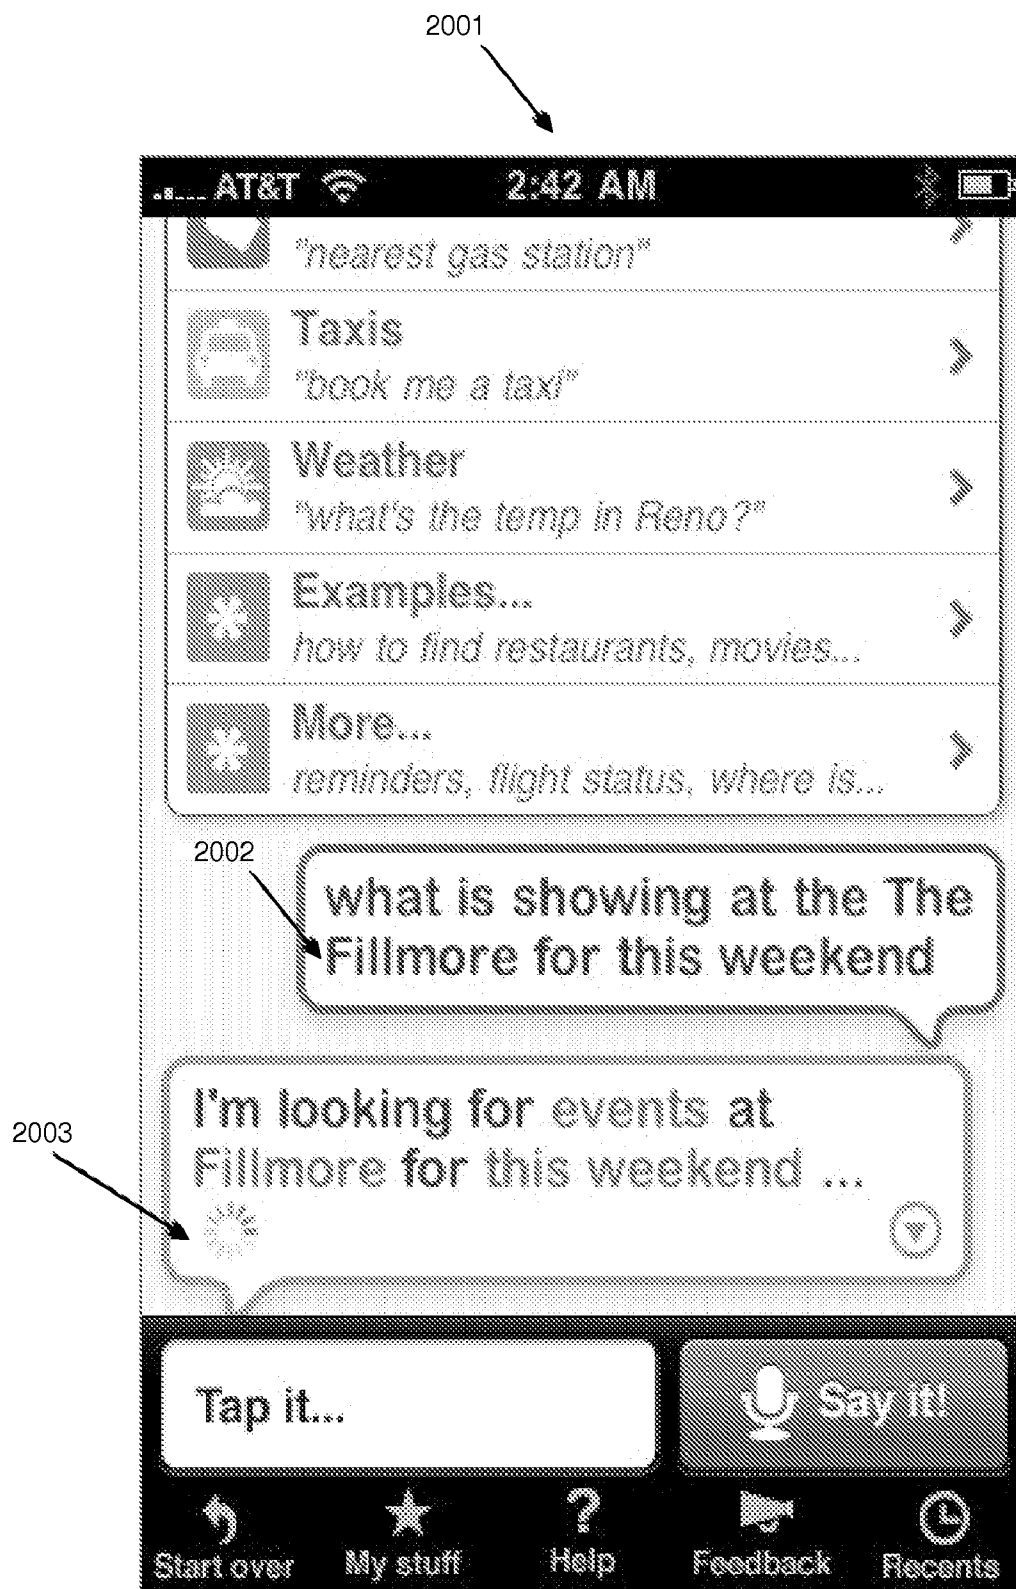 2001
AT&T 2:42 AM
"nearest gas station"
Taxis
"book me a taxi"
Weather
"what's the temp in Reno?"
Examples...
how to find restaurants, movies...
More...
reminders, flight status, where is...
2002
what is showing at the The
Fillmore for this weekend
2003
I'm looking for events at
Fillmore for this weekend ...
Tap it...
Say it!
Start over My stuff Help Feedback Recents